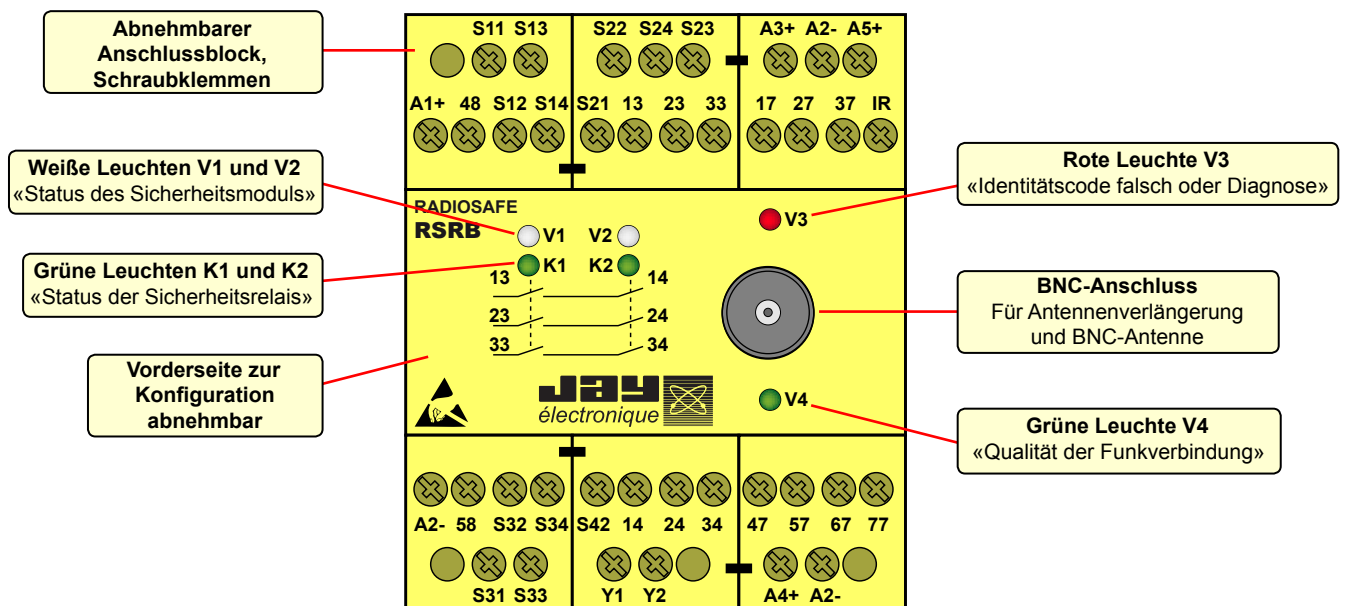 Abnehmbarer
Anschlussblock,
Schraubklemmen
S11 S13
S22 S24 S23
A3+ A2- A5+
A1+ 48 S12 S14
S21 13 23 33
17 27 37 IR
Weiße Leuchten V1 und V2
«Status des Sicherheitsmoduls»
Grüne Leuchten K1 und K2
«Status der Sicherheitsrelais»
Vorderseite zur
Konfiguration
abnehmbar
RADIOSAFE
RSRB
V1 V2
K1 K2
13 14
23 24
33 34
Jay
électronique
V3
V4
Rote Leuchte V3
«Identitätscode falsch oder Diagnose»
BNC-Anschluss
Für Antennenverlängerung
und BNC-Antenne
Grüne Leuchte V4
«Qualität der Funkverbindung»
A2- 58 S32 S34
S42 14 24 34
47 57 67 77
S31 S33
Y1 Y2
A4+ A2-